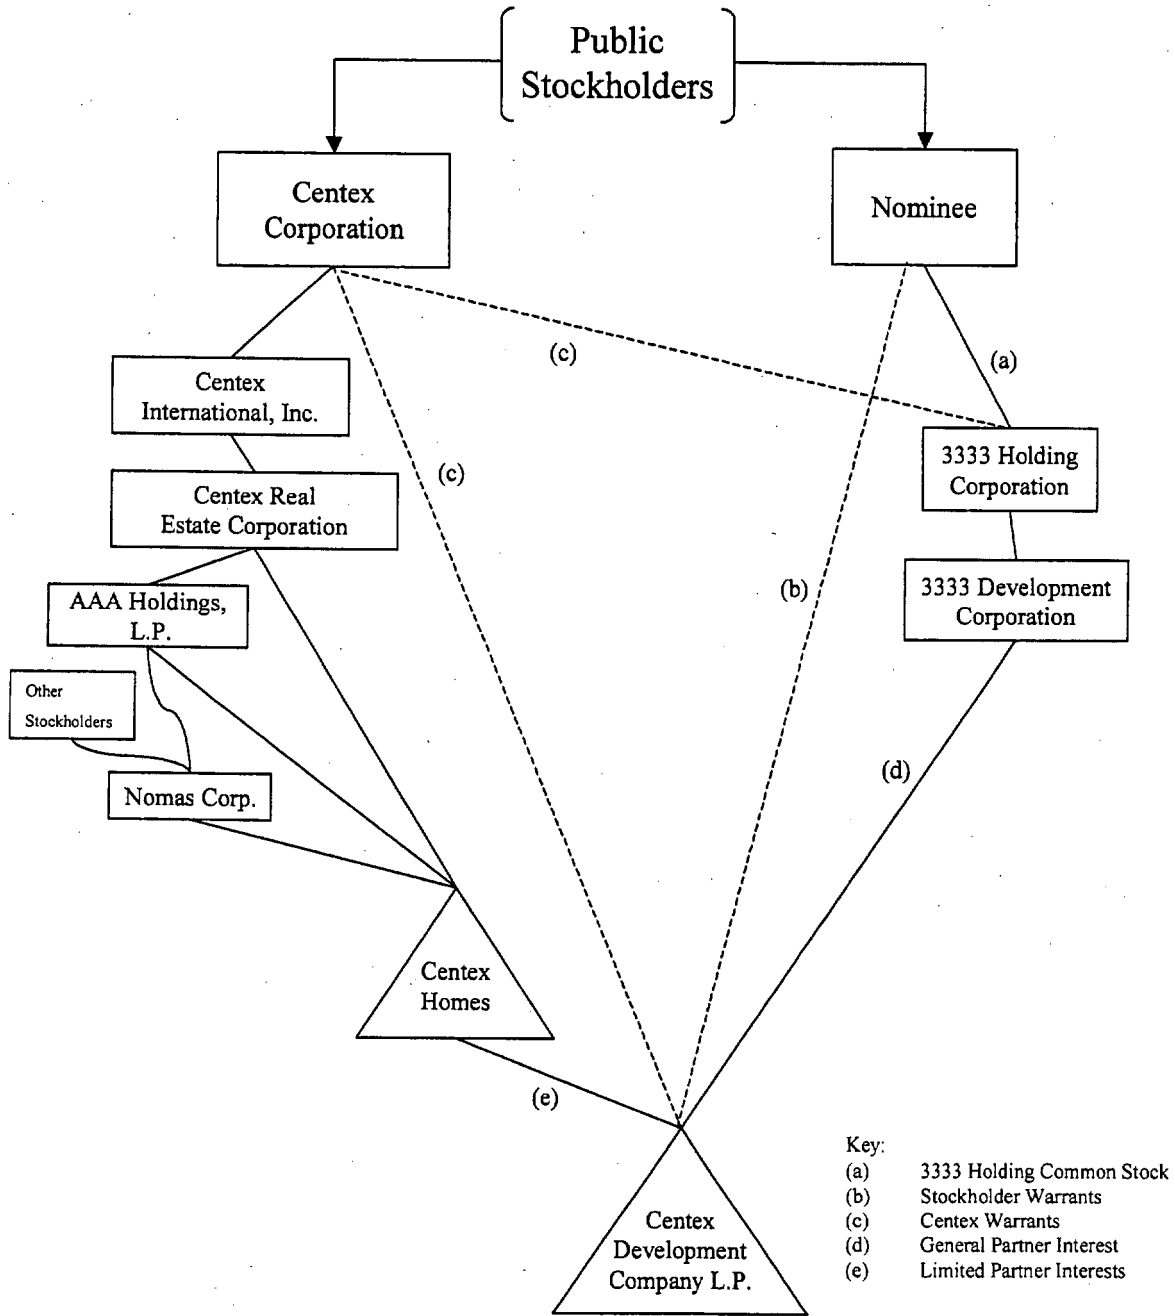 Public
Stockholders
Centex
Corporation
Nominee
(c)
(a)
Centex
International, Inc.
3333 Holding
Corporation
(c)
Centex Real
Estate Corporation
(b)
3333 Development
Corporation
AAA Holdings,
L.P.
Other
Stockholders
Nomas Corp.
(d)
Centex
Homes
(e)
Centex
Development
Company L.P.
Key:
(a) 3333 Holding Common Stock
(b) Stockholder Warrants
(c) Centex Warrants
(d) General Partner Interest
(e) Limited Partner Interests